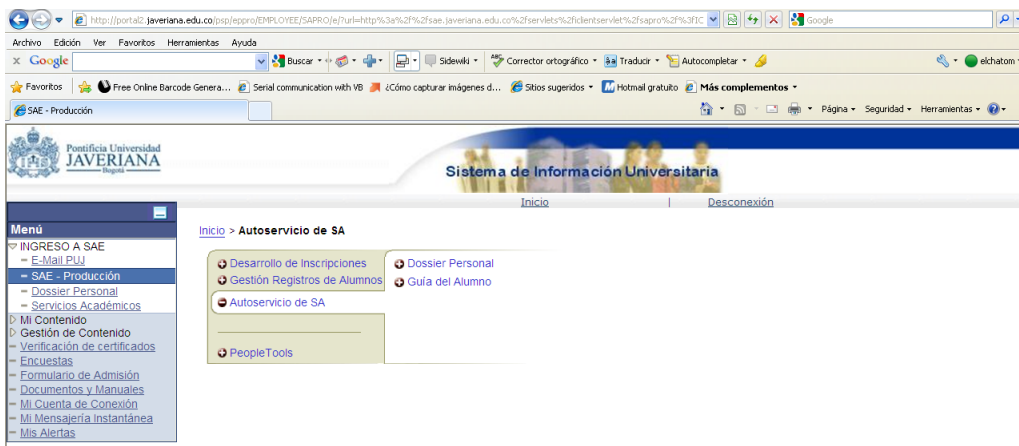 http://portal2.javeriana.edu.co/psp/eppro/EMPLOYEE/SAPRO/e/?url=http%3a%2f%2fsae.javeriana.edu.co%2fservlets%2ficlientservlet%2fsapro%2f%3fIC
Google
Archivo Edición Ver Favoritos Herramientas Ayuda
x Google Buscar Sidewiki Corrector ortográfico Traducir Autocompletar elchatom
Favoritos Free Online Barcode Genera... Serial communication with VB ¿Cómo capturar imágenes d... Sitios sugeridos Hotmail gratuito Más complementos
SAE - Producción Página Seguridad Herramientas
Pontificia Universidad
JAVERIANA
Bogotá
Sistema de Información Universitaria
Inicio | Desconexión
Menú
INGRESO A SAE
E-Mail PUJ
SAE - Producción
Dossier Personal
Servicios Académicos
Mi Contenido
Gestión de Contenido
Verificación de certificados
Encuestas
Formulario de Admisión
Documentos y Manuales
Mi Cuenta de Conexión
Mi Mensajería Instantánea
Mis Alertas
Inicio > Autoservicio de SA
Desarrollo de Inscripciones
Gestión Registros de Alumnos
Autoservicio de SA
PeopleTools
Dossier Personal
Guía del Alumno